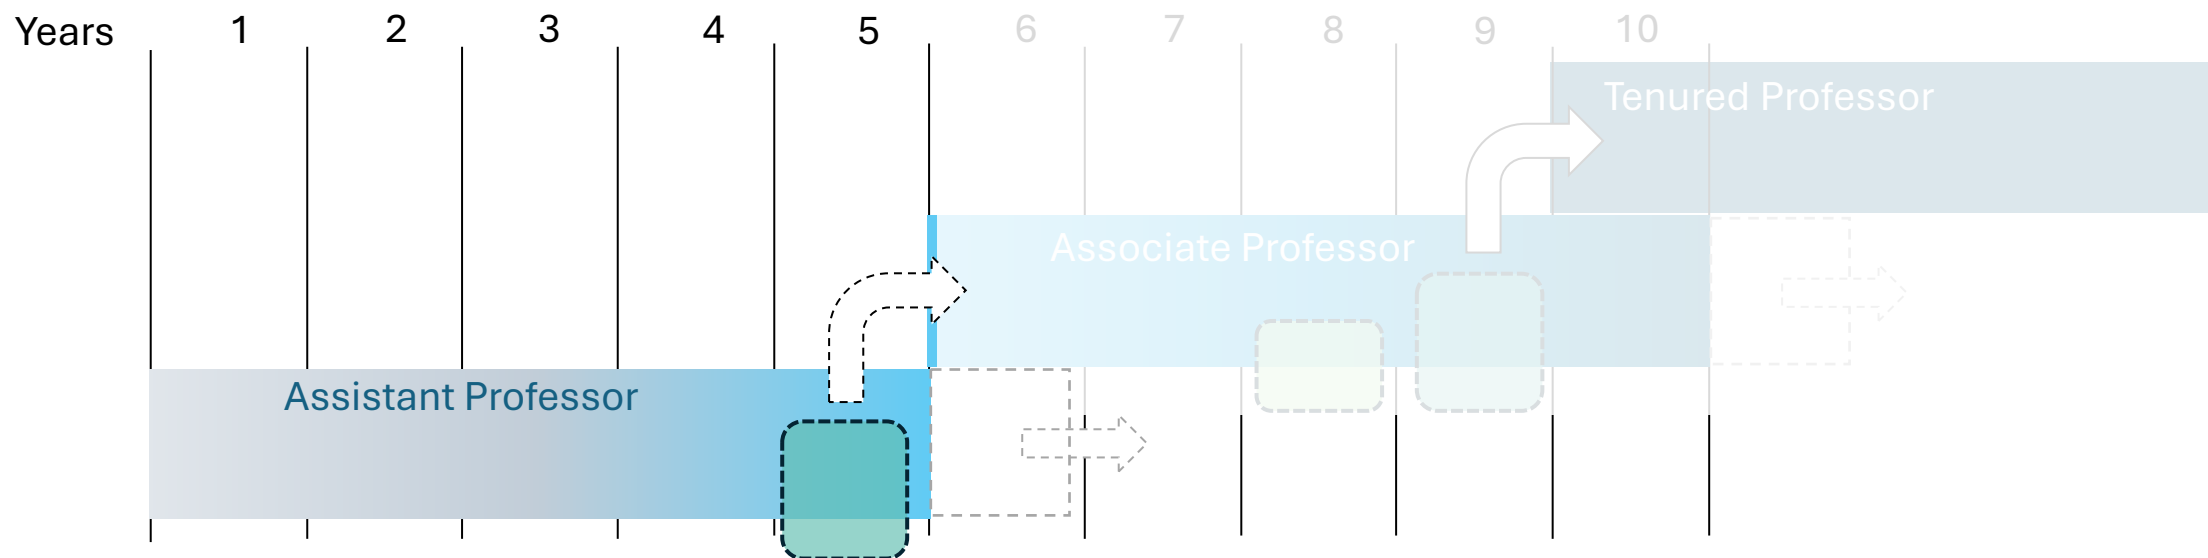 Years 1 2 3 4 5 6 7 8 9 10
Tenured Professor
Associate Professor
Assistant Professor